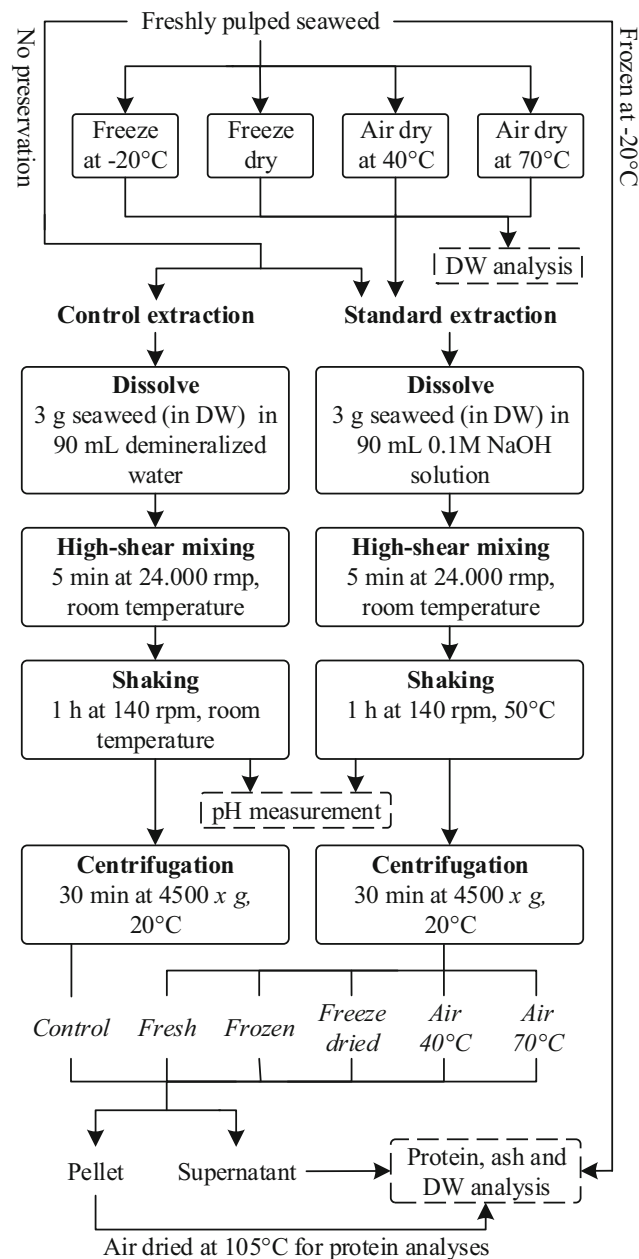 Freshly pulped seaweed
No preservation
Frozen at -20°C
Freeze
at -20°C
Freeze
dry
Air dry
at 40°C
Air dry
at 70°C
DW analysis
Control extraction
Standard extraction
Dissolve
3 g seaweed (in DW) in
90 mL demineralized
water
Dissolve
3 g seaweed (in DW) in
90 mL 0.1M NaOH
solution
High-shear mixing
5 min at 24.000 rmp,
room temperature
High-shear mixing
5 min at 24.000 rmp,
room temperature
Shaking
1 h at 140 rpm, room
temperature
Shaking
1 h at 140 rpm, 50°C
pH measurement
Centrifugation
30 min at 4500 x g,
20°C
Centrifugation
30 min at 4500 x g,
20°C
Control
Fresh
Frozen
Freeze
dried
Air
40°C
Air
70°C
Pellet
Supernatant
Protein, ash and
DW analysis
Air dried at 105°C for protein analyses